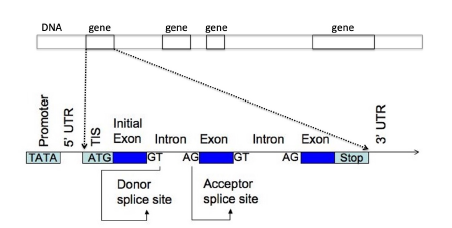 DNA
gene
gene
gene
gene
Promoter
5' UTR
TIS
Initial
Exon
Intron
Exon
Intron
Exon
3' UTR
TATA
ATG
GT
AG
GT
AG
Stop
Donor
splice site
Acceptor
splice site